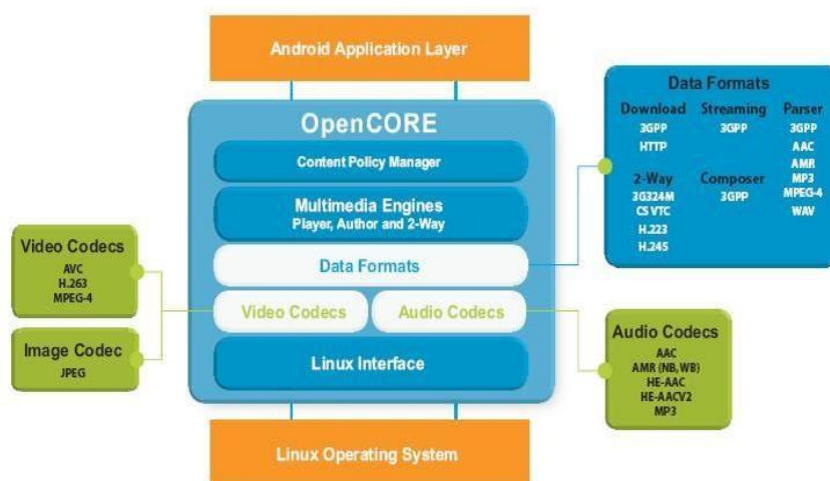 Android Application Layer
OpenCORE
Content Policy Manager
Multimedia Engines
Player, Author and 2-Way
Data Formats
Video Codecs
Audio Codecs
Linux Interface
Linux Operating System
Video Codecs
AVC
H.263
MPEG-4
Image Codec
JPEG
Data Formats
Download
3GPP
HTTP
Streaming
3GPP
Parser
3GPP
AAC
AMR
MP3
MPEG-4
WAV
2-Way
3G324M
CSVTC
H.223
H.245
Composer
3GPP
Audio Codecs
AAC
AMR (NB, WB)
HE-AAC
HE-AACV2
MP3